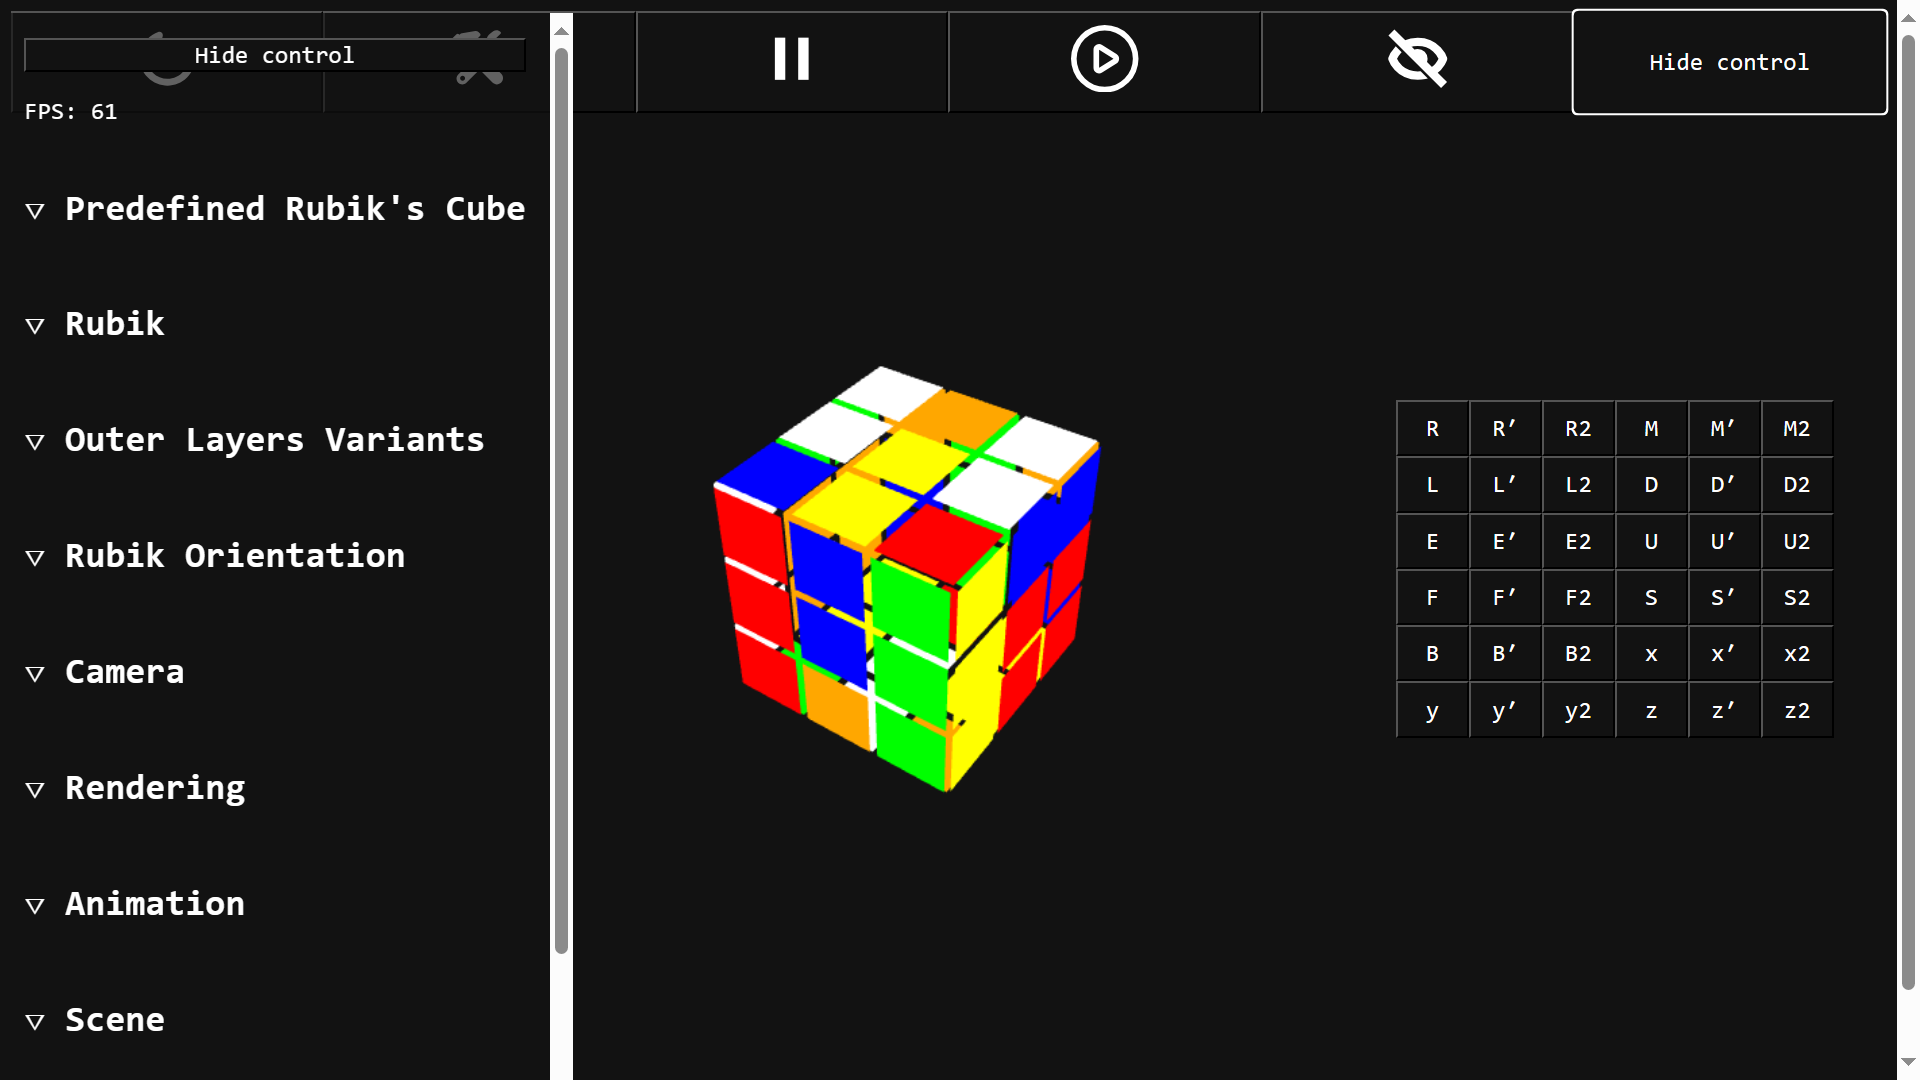 Hide control
Hide control
FPS: 61
▽ Predefined Rubik's Cube
▽ Rubik
▽ Outer Layers Variants
▽ Rubik Orientation
▽ Camera
▽ Rendering
▽ Animation
▽ Scene
R R′ R2 M M′ M2
L L′ L2 D D′ D2
E E′ E2 U U′ U2
F F′ F2 S S′ S2
B B′ B2 x x′ x2
y y′ y2 z z′ z2